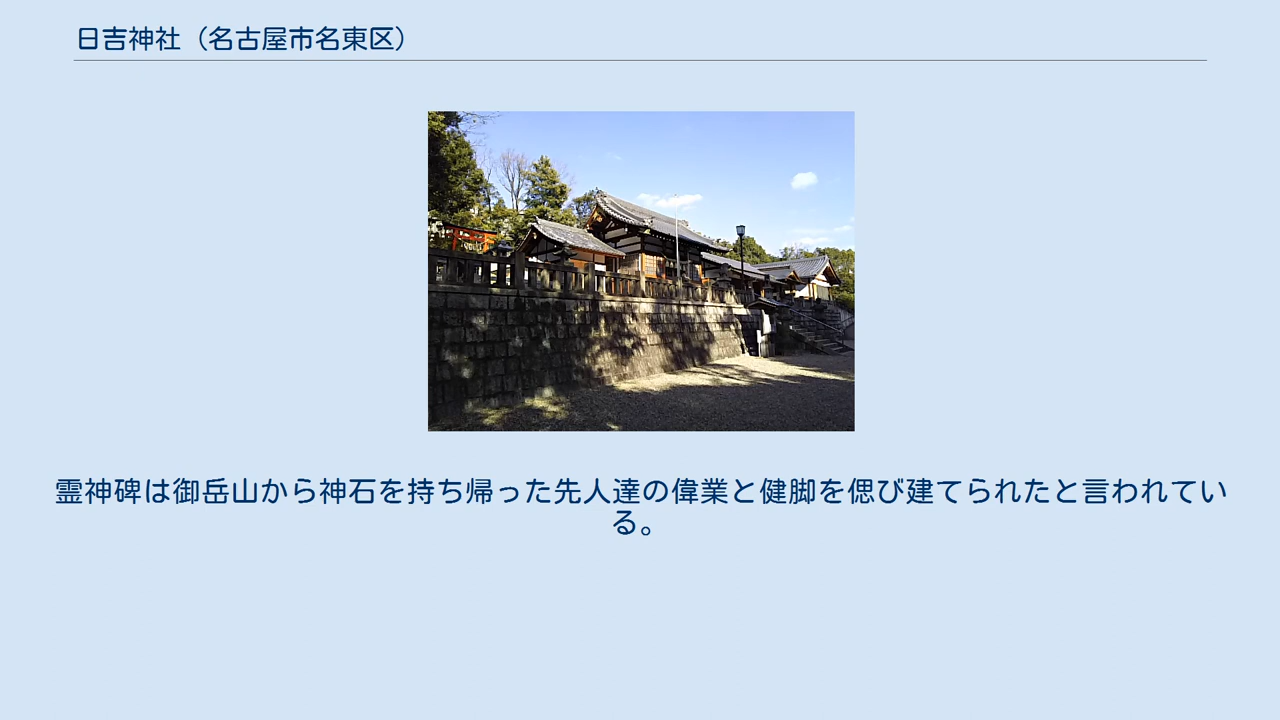 日吉神社（名古屋市名東区）
霊神碑は御岳山から神石を持ち帰った先人達の偉業と健脚を偲び建てられたと言われてい
る。